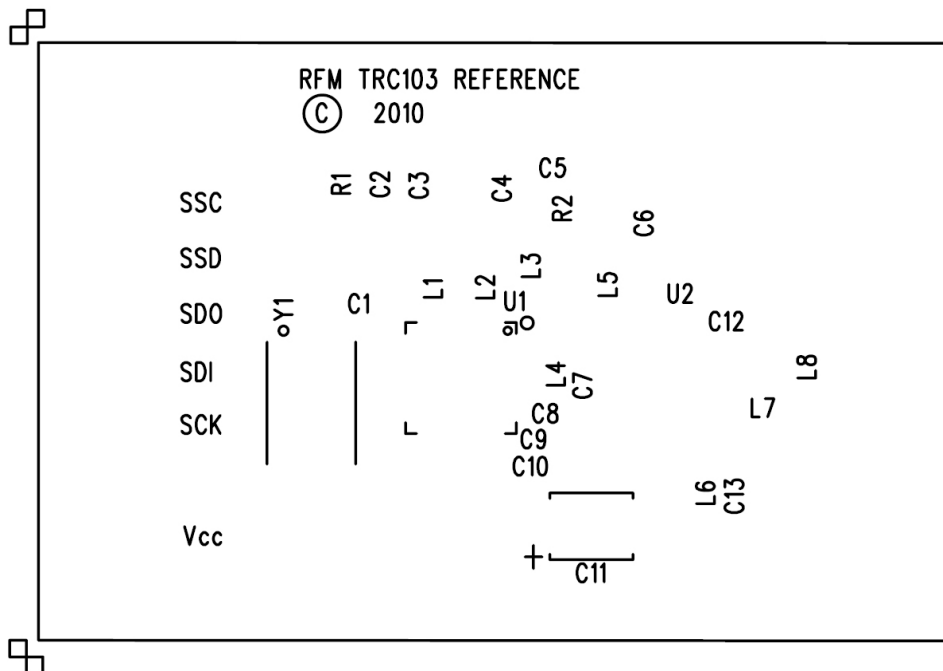 RFM TRC103 REFERENCE
© 2010
C5
R1 C2 C3 C4
SSC
R2
C6
SSD
L3
L1 L2 L5
U1 U2
Y1 C1
SDO
C12
SDI
L4 C7
L8
L7
C8
SCK
C9
C10
L6 C13
Vcc
+
C11